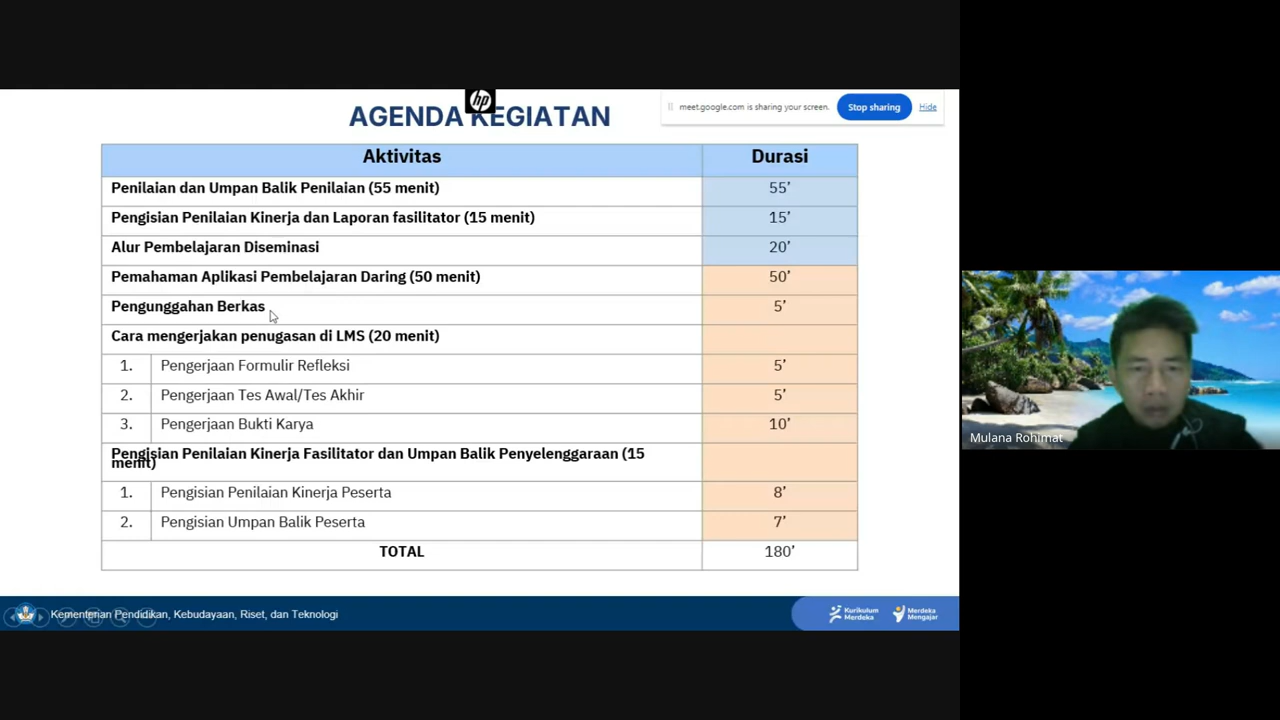 hp
AGENDA KEGIATAN
meet.google.com is sharing your screen.
Stop sharing
Hide
Aktivitas Durasi
Penilaian dan Umpan Balik Penilaian (55 menit) 55’
Pengisian Penilaian Kinerja dan Laporan fasilitator (15 menit) 15’
Alur Pembelajaran Diseminasi 20’
Pemahaman Aplikasi Pembelajaran Daring (50 menit) 50’
Pengunggahan Berkas 5’
Cara mengerjakan penugasan di LMS (20 menit)
1. Pengerjaan Formulir Refleksi 5’
2. Pengerjaan Tes Awal/Tes Akhir 5’
3. Pengerjaan Bukti Karya 10’
Pengisian Penilaian Kinerja Fasilitator dan Umpan Balik Penyelenggaraan (15
menit)
1. Pengisian Penilaian Kinerja Peserta 8’
2. Pengisian Umpan Balik Peserta 7’
TOTAL 180’
Kementerian Pendidikan, Kebudayaan, Riset, dan Teknologi
Kurikulum
Merdeka
Merdeka
Mengajar
Mulana Rohimat